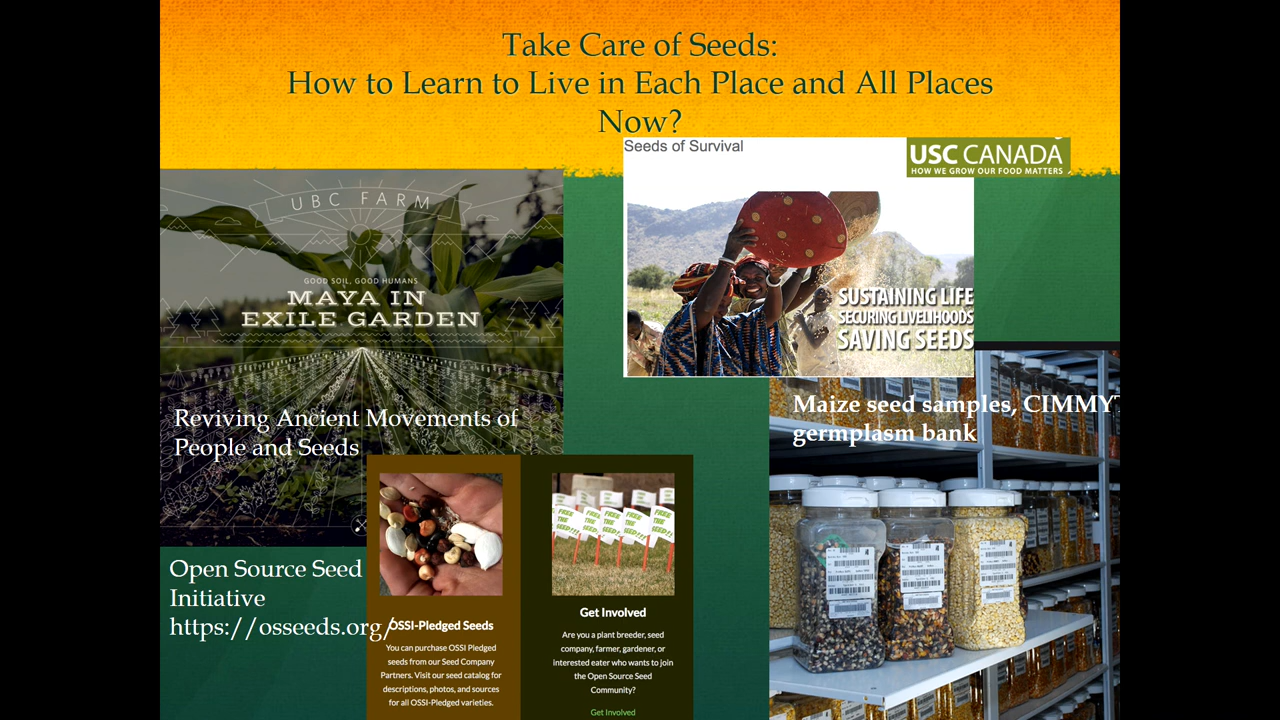 Take Care of Seeds:
How to Learn to Live in Each Place and All Places
Now?
Seeds of Survival
USC CANADA
HOW WE GROW OUR FOOD MATTERS
UBC FARM
GOOD SOIL, GOOD HUMANS
MAYA IN
EXILE GARDEN
SUSTAINING LIFE
SECURING LIVELIHOODS
SAVING SEEDS
Reviving Ancient Movements of
People and Seeds
Maize seed samples, CIMMYT
germplasm bank
FREE THE SEED!!!
Open Source Seed
Initiative
https://osseeds.org/
OSSI-Pledged Seeds
You can purchase OSSI Pledged
seeds from our Seed Company
Partners. Visit our seed catalog for
descriptions, photos, and sources
for all OSSI-Pledged varieties.
Get Involved
Are you a plant breeder, seed
company, farmer, gardener, or
interested eater who wants to join
the Open Source Seed
Community?
Get Involved